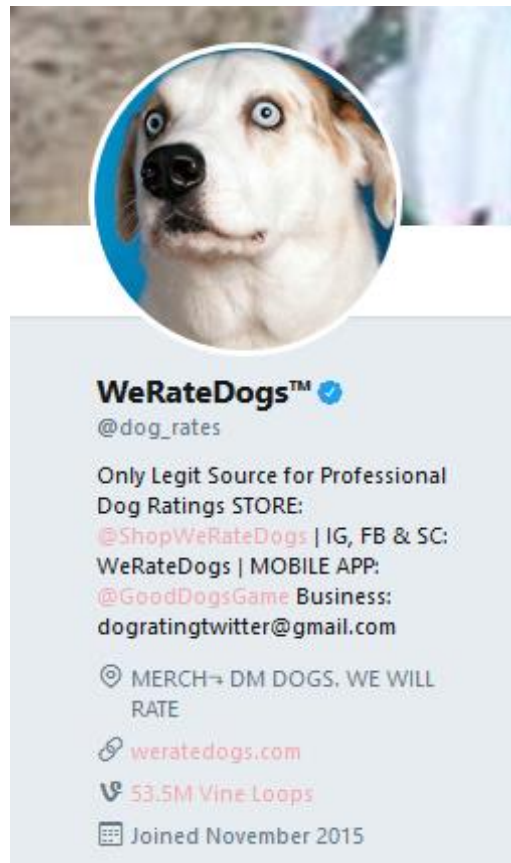 WeRateDogs™
@dog_rates
Only Legit Source for Professional
Dog Ratings STORE:
@ShopWeRateDogs | IG, FB & SC:
WeRateDogs | MOBILE APP:
@GoodDogsGame Business:
dogratingtwitter@gmail.com
MERCH⤵ DM DOGS. WE WILL
RATE
weratedogs.com
53.5M Vine Loops
Joined November 2015